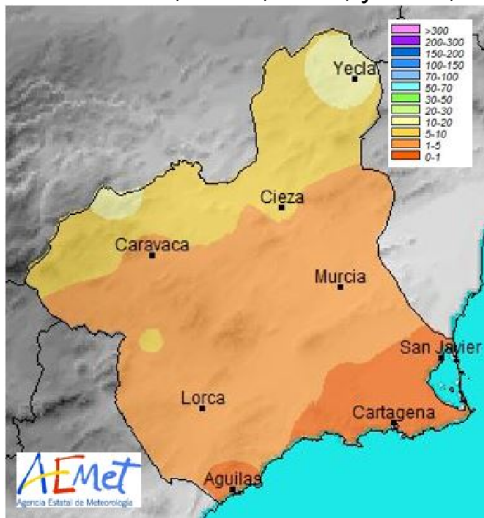 >300
200-300
150-200
100-150
70-100
50-70
30-50
20-30
10-20
5-10
1-5
0-1
Yecla
Cieza
Caravaca
Murcia
San Javier
Lorca
Cartagena
Aguilas
AEMet
Agencia Estatal de Meteorología